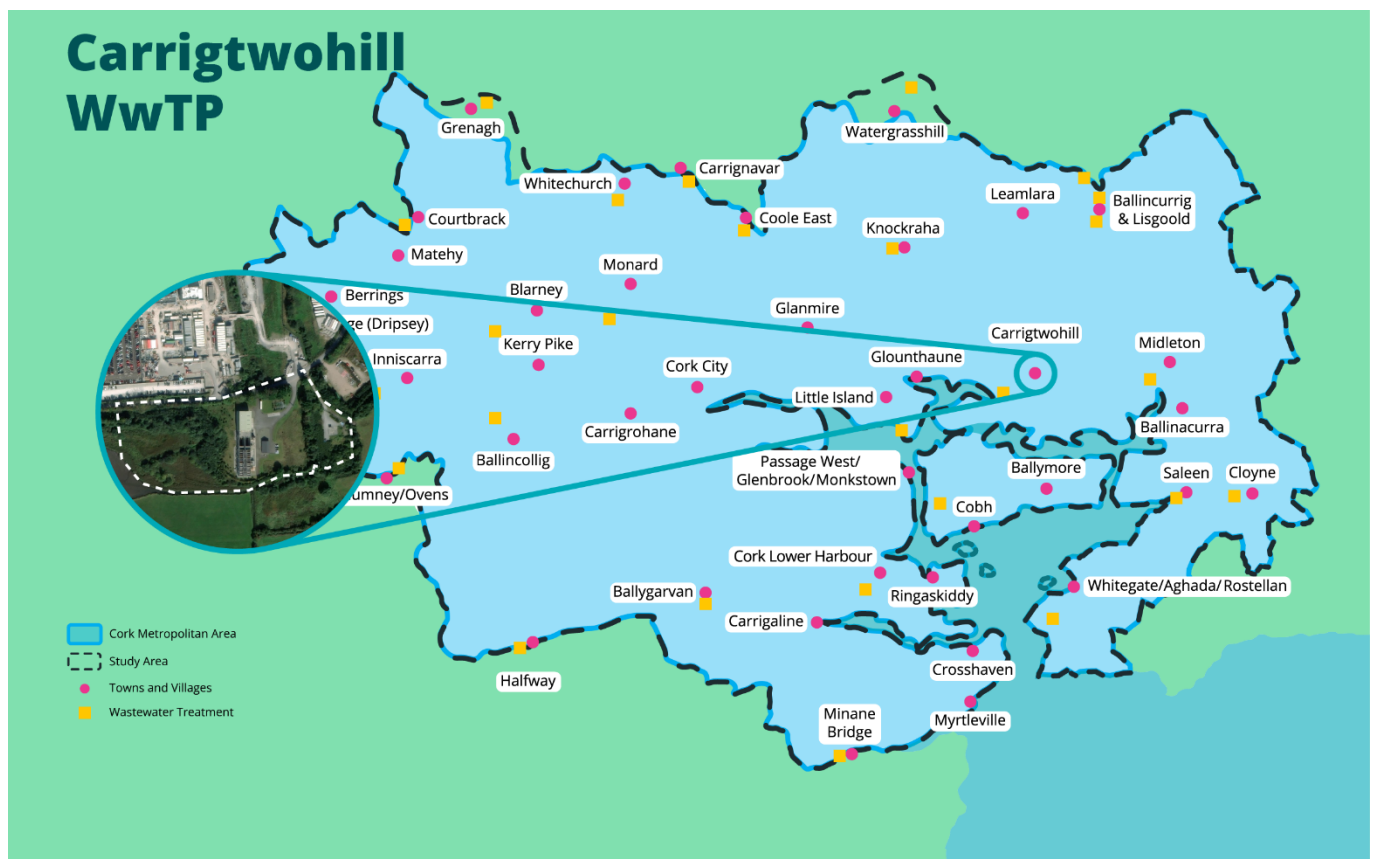 Carrigtwohill
WwTP
Grenagh
Watergrasshill
Whitechurch
Carrignavar
Leamlara
Ballincurrig
& Lisgoold
Courtbrack
Coole East
Knockraha
Matehy
Monard
Berrings
Blarney
Glanmire
(Dripsey)
Carrigtwohill
Kerry Pike
Midleton
Inniscarra
Cork City
Glounthaune
Little Island
Carrigrohane
Ballinacurra
Ballincollig
Passage West/
Glenbrook/Monkstown
Ballymore
Saleen
Cloyne
/Ovens
Cobh
Cork Lower Harbour
Ringaskiddy
Whitegate/Aghada/ Rostellan
Ballygarvan
Carrigaline
Cork Metropolitan Area
Study Area
Towns and Villages
Wastewater Treatment
Halfway
Crosshaven
Minane
Bridge
Myrtleville